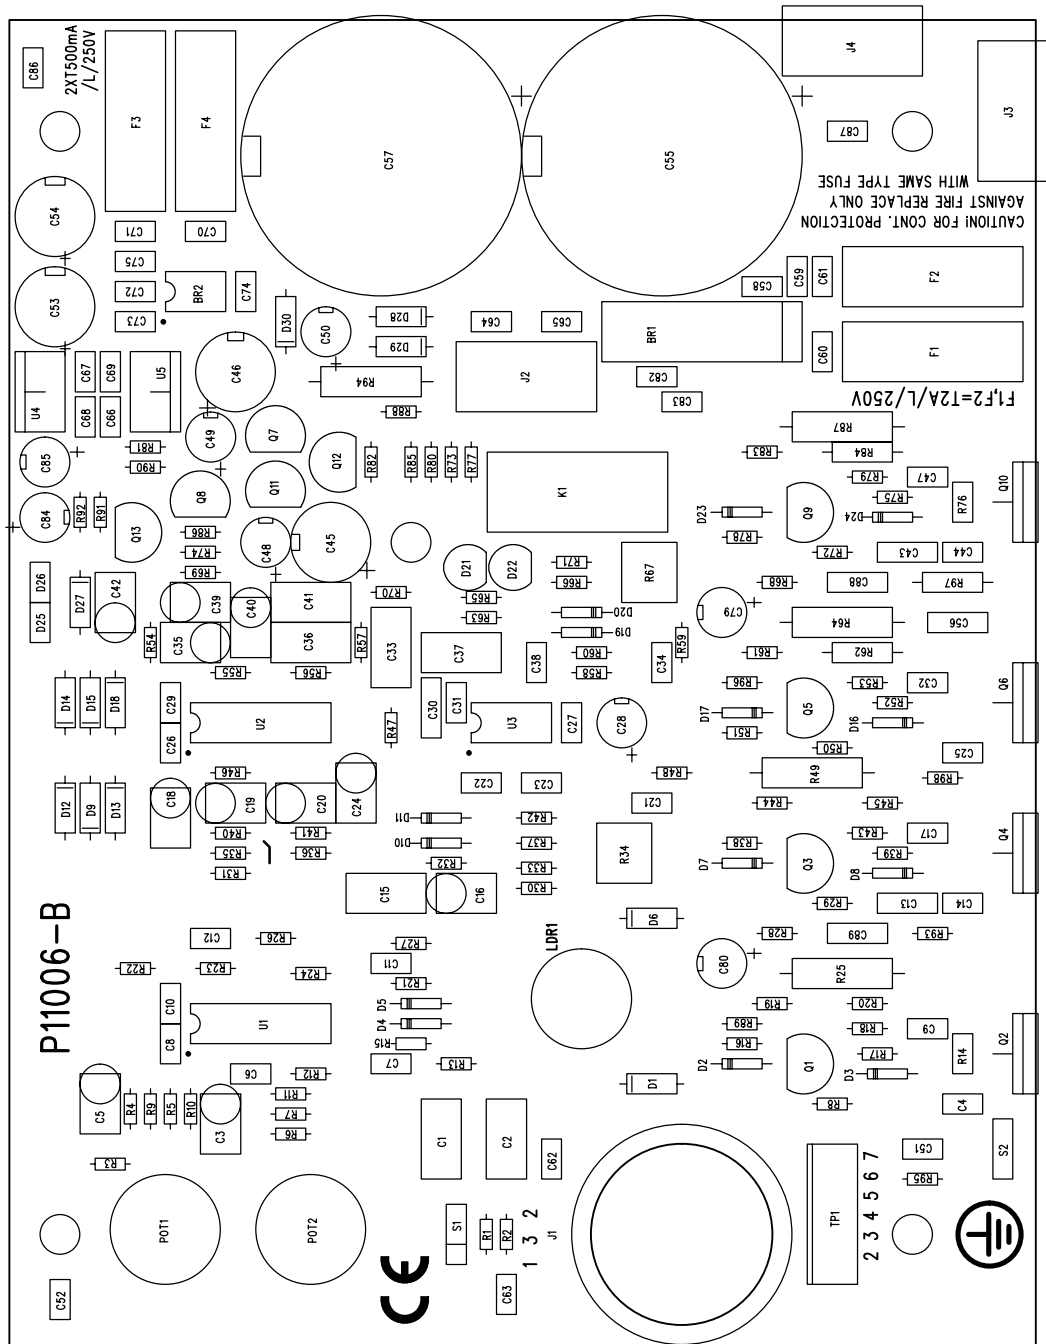 C86
2XT500mA
/L/250V
F3
F4
C57
C55
J4
J3
C87
CAUTION! FOR CONT. PROTECTION
AGAINST FIRE REPLACE ONLY
WITH SAME TYPE FUSE
C54
C71
C70
C75
C53
C72
BR2
C74
C73
D30
C50
D28
D29
C64
C65
C58
C59
C61
F2
BR1
C60
F1
U4
C67
C69
C68
C66
U5
C46
R94
J2
C82
C83
F1,F2=T2A/L/250V
R88
C85
R81
R90
C49
Q7
Q12
R82
R85
R80
R73
R77
K1
R83
R87
R84
R79
R75
C47
R76
Q10
C84
R92
R91
Q13
Q8
Q11
R86
R74
R69
C48
C45
D23
R78
Q9
D24
R72
C43
C44
D26
D25
D27
C42
C39
C40
C41
R70
D21
D22
R71
R66
R67
R65
R63
R68
C88
R97
C79
D20
D19
R54
C35
C36
R57
C33
C37
C38
R60
R58
C34
R59
R61
R64
R62
C56
R55
R56
D14
D15
D18
C29
C26
U2
R47
C30
C31
U3
C27
C28
R96
D17
R51
Q5
R53
R52
D16
C32
Q6
R50
C25
D12
D9
D13
C18
R46
C19
C20
C24
C22
C23
R48
R49
R98
C21
R44
R45
R40
R35
R31
R41
R36
D11
D10
R42
R37
R33
R30
R32
R34
R38
D7
Q3
R43
R39
D8
C17
Q4
C15
C16
R29
C13
C14
P11006-B
C12
R26
R27
D6
LDR1
R28
C89
R93
R22
R23
R24
C11
R21
C80
R25
C10
C8
U1
D5
D4
R15
R19
R20
R89
R16
R18
C9
C7
R13
D2
Q1
R17
D3
R14
Q2
C5
C6
R12
R11
R7
R6
R4
R9
R5
R10
C3
D1
R8
C4
R3
C1
C2
C62
C51
R95
S2
POT1
POT2
S1
R1
R2
1 3 2
J1
TP1
2 3 4 5 6 7
C52
CE
C63